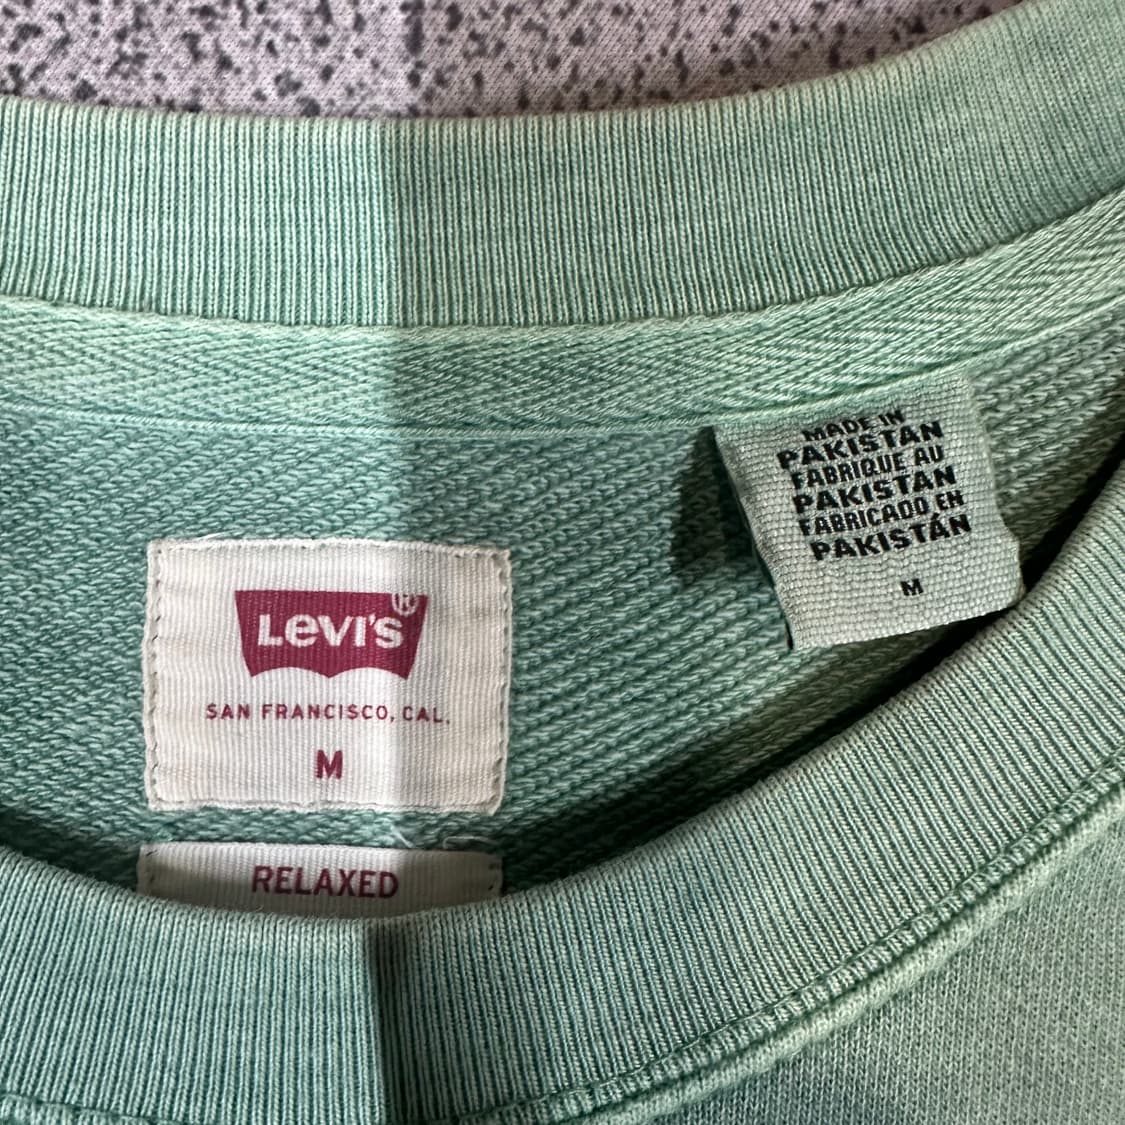 LEVI'S®
SAN FRANCISCO, CAL.
M
RELAXED
MADE IN
PAKISTAN
FABRIQUE AU
PAKISTAN
FABRICADO EN
PAKISTÁN
M